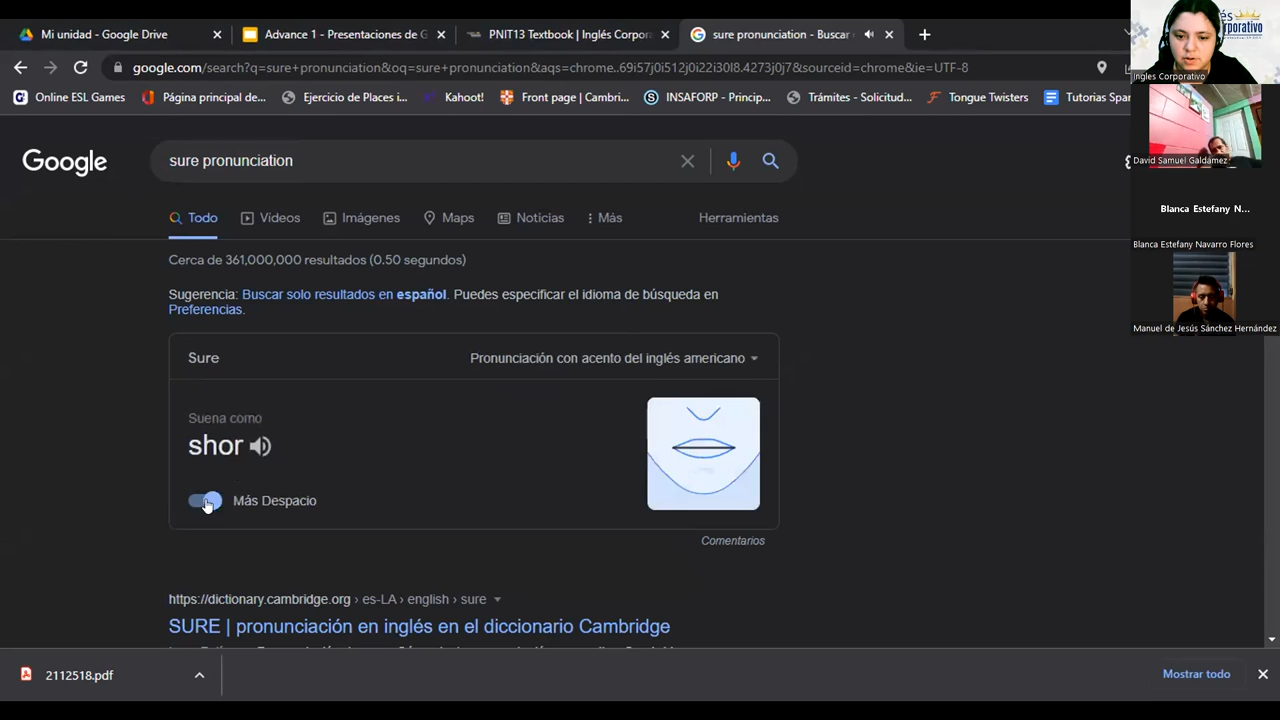 Mi unidad - Google Drive
Advance 1 - Presentaciones de G
PNIT13 Textbook | Inglés Corpor
sure pronunciation - Buscar
google.com/search?q=sure+pronunciation&oq=sure+pronunciation&aqs=chrome..69i57j0i512j0i22i30l8.4273j0j7&sourceid=chrome&ie=UTF-8
Online ESL Games
Página principal de...
Ejercicio de Places i...
Kahoot!
Front page | Cambri...
INSAFORP - Princip...
Trámites - Solicitud...
Tongue Twisters
Tutorias Span
Google
sure pronunciation
Todo
Videos
Imágenes
Maps
Noticias
Más
Herramientas
Cerca de 361,000,000 resultados (0.50 segundos)
Sugerencia: Buscar solo resultados en español. Puedes especificar el idioma de búsqueda en
Preferencias.
Sure
Pronunciación con acento del inglés americano
Suena como
shor
Más Despacio
Comentarios
https://dictionary.cambridge.org › es-LA › english › sure
SURE | pronunciación en inglés en el diccionario Cambridge
2112518.pdf
Mostrar todo
Ingles Corporativo
David Samuel Galdámez
Blanca Estefany N...
Blanca Estefany Navarro Flores
Manuel de Jesús Sánchez Hernández